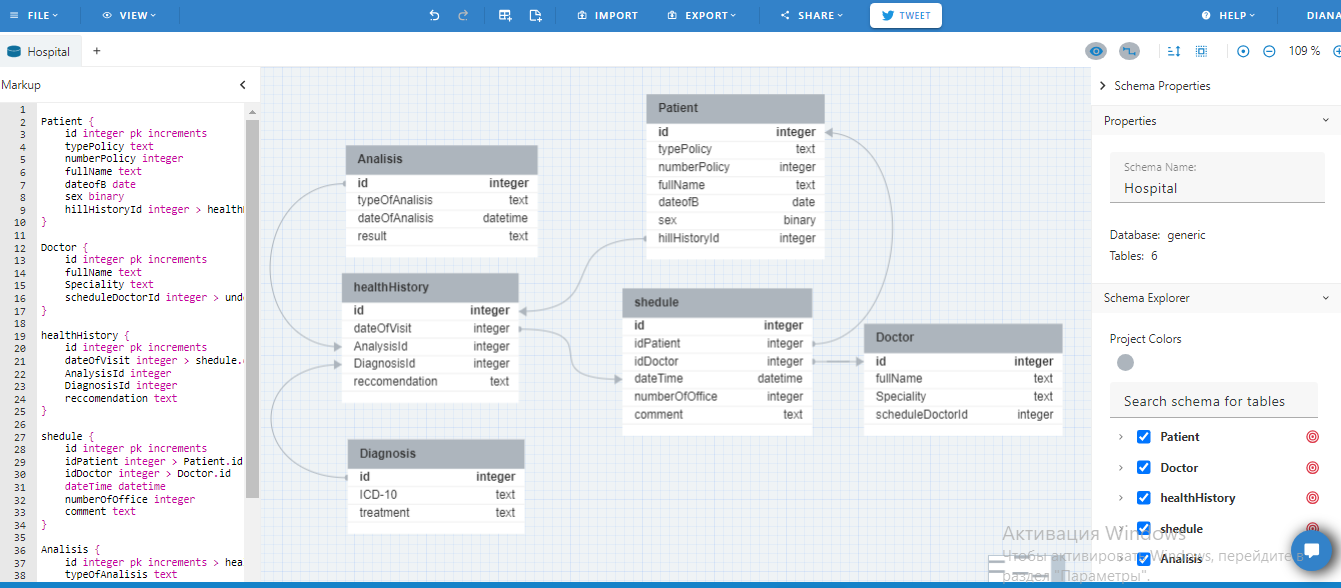 FILE VIEW IMPORT EXPORT SHARE TWEET HELP DIANA
Hospital + 109 %
Markup
1
2 Patient {
3 id integer pk increments
4 typePolicy text
5 numberPolicy integer
6 fullName text
7 dateofB date
8 sex binary
9 hillHistoryId integer > health
10 }
11
12 Doctor {
13 id integer pk increments
14 fullName text
15 Speciality text
16 scheduleDoctorId integer > und
17 }
18
19 healthHistory {
20 id integer pk increments
21 dateOfVisit integer > shedule.
22 AnalysisId integer
23 DiagnosisId integer
24 reccomendation text
25 }
26
27 shedule {
28 id integer pk increments
29 idPatient integer > Patient.id
30 idDoctor integer > Doctor.id
31 dateTime datetime
32 numberOfOffice integer
33 comment text
34 }
35
36 Analisis {
37 id integer pk increments > hea
38 typeOfAnalisis text
Analisis
id integer
typeOfAnalisis text
dateOfAnalisis datetime
result text
healthHistory
id integer
dateOfVisit integer
AnalysisId integer
DiagnosisId integer
reccomendation text
Diagnosis
id integer
ICD-10 text
treatment text
Patient
id integer
typePolicy text
numberPolicy integer
fullName text
dateofB date
sex binary
hillHistoryId integer
shedule
id integer
idPatient integer
idDoctor integer
dateTime datetime
numberOfOffice integer
comment text
Doctor
id integer
fullName text
Speciality text
scheduleDoctorId integer
Schema Properties
Properties
Schema Name:
Hospital
Database: generic
Tables: 6
Schema Explorer
Project Colors
Search schema for tables
Patient
Doctor
healthHistory
shedule
Analisis
Активация Windows
Чтобы активировать Windows, перейдите в
раздел "Параметры".